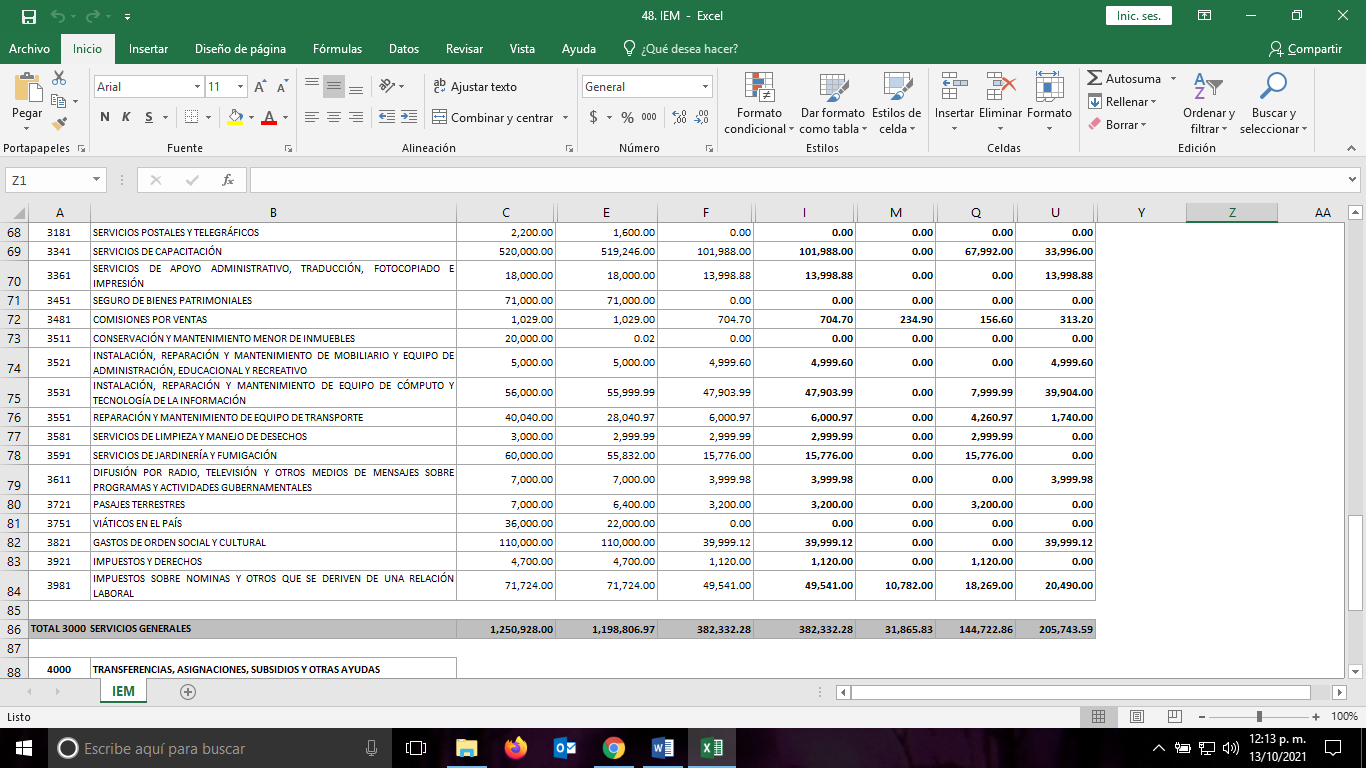 48. IEM - Excel
Inic. ses.
Archivo Inicio Insertar Diseño de página Fórmulas Datos Revisar Vista Ayuda ¿Qué desea hacer? Compartir
Pegar
Arial 11
N K S
Ajustar texto
Combinar y centrar
General
$ % 000
Formato condicional
Dar formato como tabla
Estilos de celda
Insertar Eliminar Formato
Autosuma
Rellenar
Borrar
Ordenar y filtrar
Buscar y seleccionar
Portapapeles Fuente Alineación Número Estilos Celdas Edición
Z1 fx
A B C E F I M Q U Y Z AA
68 3181 SERVICIOS POSTALES Y TELEGRÁFICOS 2,200.00 1,600.00 0.00 0.00 0.00 0.00 0.00
69 3341 SERVICIOS DE CAPACITACIÓN 520,000.00 519,246.00 101,988.00 101,988.00 0.00 67,992.00 33,996.00
70 3361 SERVICIOS DE APOYO ADMINISTRATIVO, TRADUCCIÓN, FOTOCOPIADO E
IMPRESIÓN 18,000.00 18,000.00 13,998.88 13,998.88 0.00 0.00 13,998.88
71 3451 SEGURO DE BIENES PATRIMONIALES 71,000.00 71,000.00 0.00 0.00 0.00 0.00 0.00
72 3481 COMISIONES POR VENTAS 1,029.00 1,029.00 704.70 704.70 234.90 156.60 313.20
73 3511 CONSERVACIÓN Y MANTENIMIENTO MENOR DE INMUEBLES 20,000.00 0.02 0.00 0.00 0.00 0.00 0.00
74 3521 INSTALACIÓN, REPARACIÓN Y MANTENIMIENTO DE MOBILIARIO Y EQUIPO DE
ADMINISTRACIÓN, EDUCACIONAL Y RECREATIVO 5,000.00 5,000.00 4,999.60 4,999.60 0.00 0.00 4,999.60
75 3531 INSTALACIÓN, REPARACIÓN Y MANTENIMIENTO DE EQUIPO DE CÓMPUTO Y
TECNOLOGÍA DE LA INFORMACIÓN 56,000.00 55,999.99 47,903.99 47,903.99 0.00 7,999.99 39,904.00
76 3551 REPARACIÓN Y MANTENIMIENTO DE EQUIPO DE TRANSPORTE 40,040.00 28,040.97 6,000.97 6,000.97 0.00 4,260.97 1,740.00
77 3581 SERVICIOS DE LIMPIEZA Y MANEJO DE DESECHOS 3,000.00 2,999.99 2,999.99 2,999.99 0.00 2,999.99 0.00
78 3591 SERVICIOS DE JARDINERÍA Y FUMIGACIÓN 60,000.00 55,832.00 15,776.00 15,776.00 0.00 15,776.00 0.00
79 3611 DIFUSIÓN POR RADIO, TELEVISIÓN Y OTROS MEDIOS DE MENSAJES SOBRE
PROGRAMAS Y ACTIVIDADES GUBERNAMENTALES 7,000.00 7,000.00 3,999.98 3,999.98 0.00 0.00 3,999.98
80 3721 PASAJES TERRESTRES 7,000.00 6,400.00 3,200.00 3,200.00 0.00 3,200.00 0.00
81 3751 VIÁTICOS EN EL PAÍS 36,000.00 22,000.00 0.00 0.00 0.00 0.00 0.00
82 3821 GASTOS DE ORDEN SOCIAL Y CULTURAL 110,000.00 110,000.00 39,999.12 39,999.12 0.00 0.00 39,999.12
83 3921 IMPUESTOS Y DERECHOS 4,700.00 4,700.00 1,120.00 1,120.00 0.00 1,120.00 0.00
84 3981 IMPUESTOS SOBRE NOMINAS Y OTROS QUE SE DERIVEN DE UNA RELACIÓN
LABORAL 71,724.00 71,724.00 49,541.00 49,541.00 10,782.00 18,269.00 20,490.00
85
86 TOTAL 3000 SERVICIOS GENERALES 1,250,928.00 1,198,806.97 382,332.28 382,332.28 31,865.83 144,722.86 205,743.59
87
88 4000 TRANSFERENCIAS, ASIGNACIONES, SUBSIDIOS Y OTRAS AYUDAS
IEM
Listo 100%
Escribe aquí para buscar
12:13 p. m.
13/10/2021